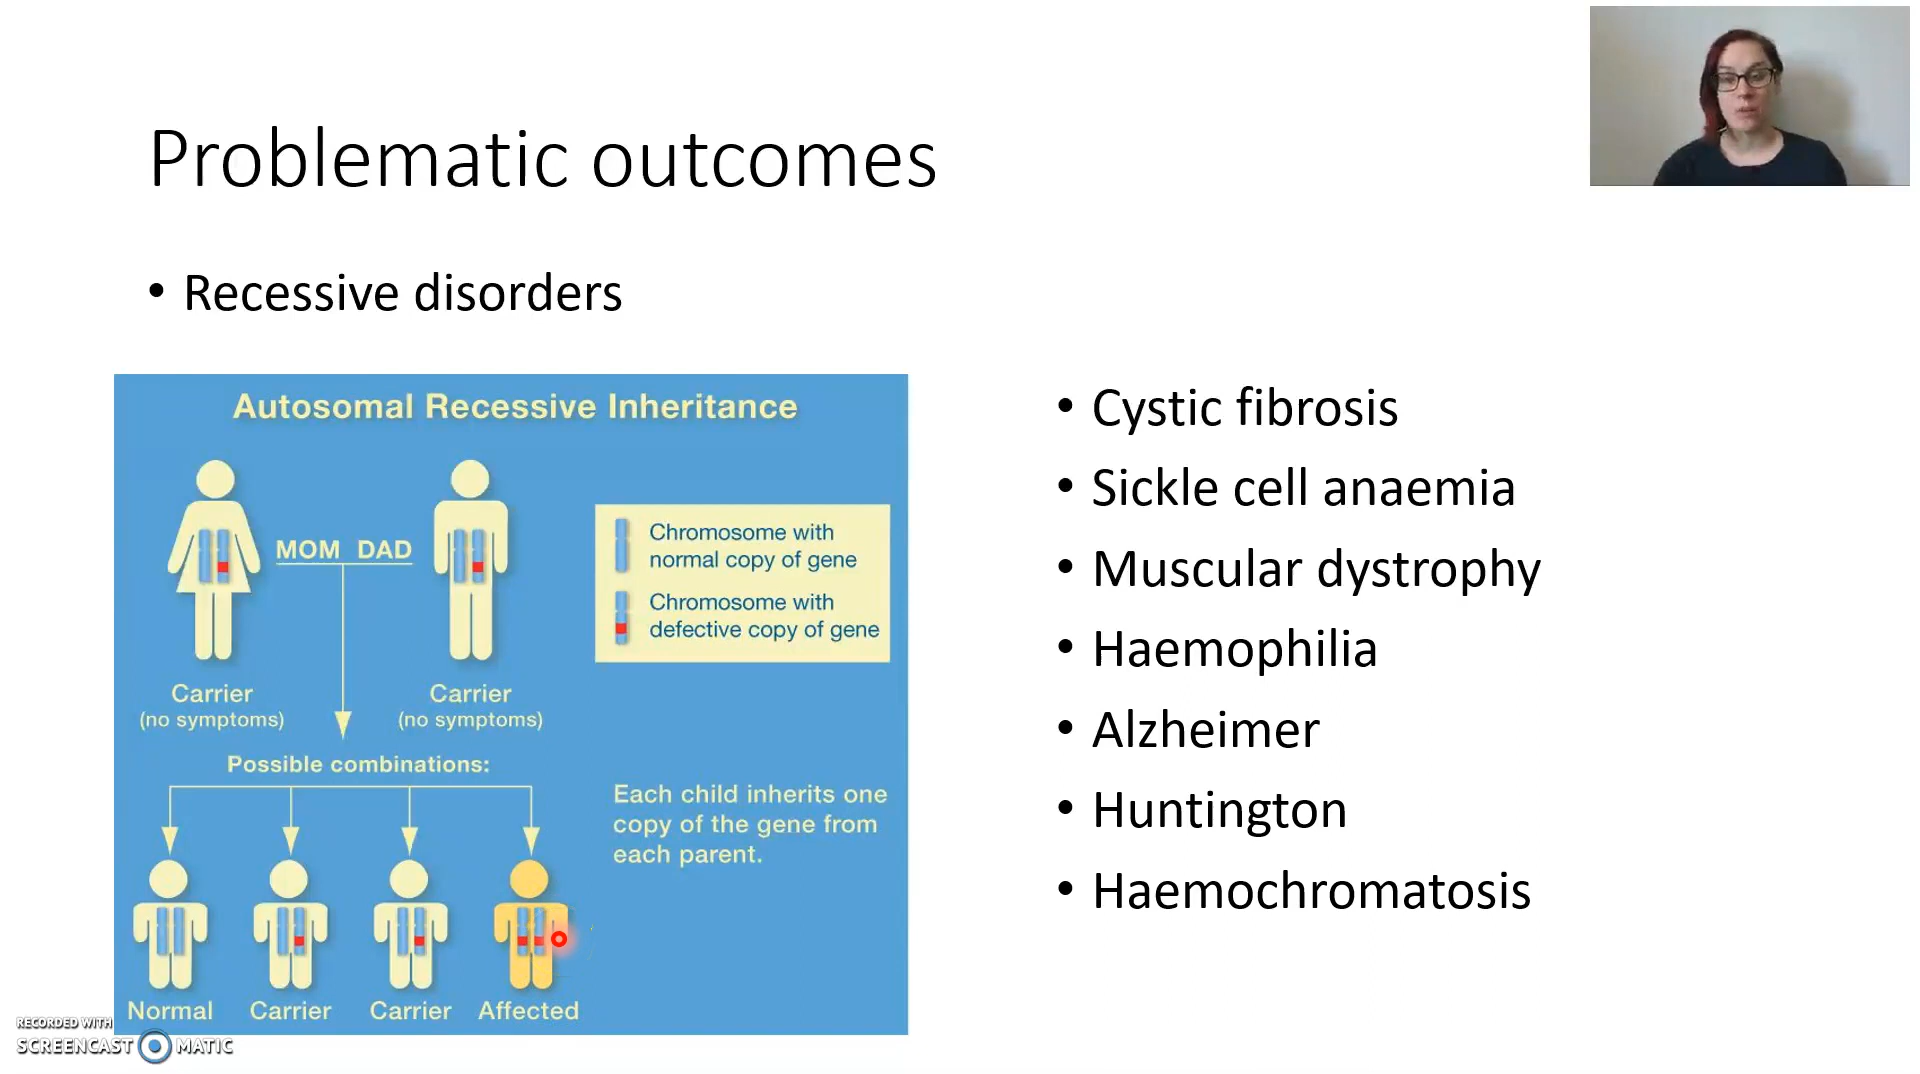 Problematic outcomes
• Recessive disorders
Autosomal Recessive Inheritance
MOM DAD
Chromosome with
normal copy of gene
Chromosome with
defective copy of gene
Carrier
(no symptoms)
Carrier
(no symptoms)
Possible combinations:
Each child inherits one
copy of the gene from
each parent.
Normal
Carrier
Carrier
Affected
• Cystic fibrosis
• Sickle cell anaemia
• Muscular dystrophy
• Haemophilia
• Alzheimer
• Huntington
• Haemochromatosis
RECORDED WITH
SCREENCAST MATIC